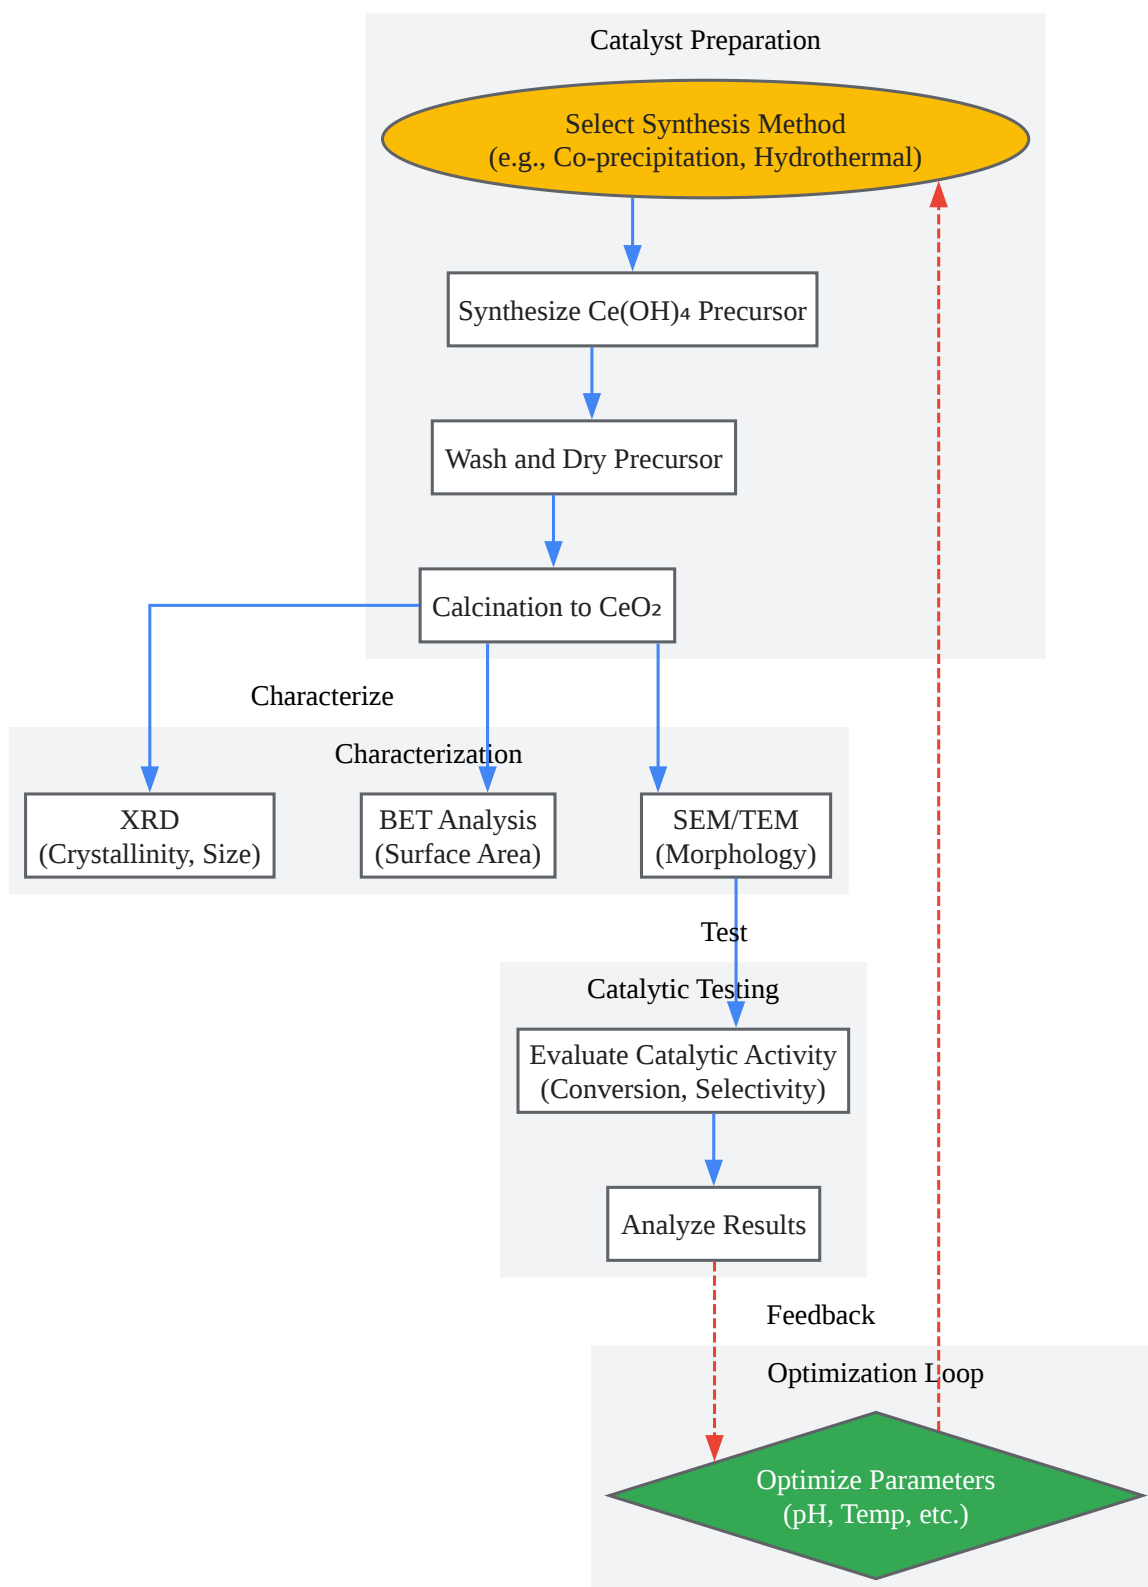 Catalyst Preparation
Select Synthesis Method
(e.g., Co-precipitation, Hydrothermal)
Synthesize Ce(OH)₄ Precursor
Wash and Dry Precursor
Calcination to CeO₂
Characterize
Characterization
XRD
(Crystallinity, Size)
BET Analysis
(Surface Area)
SEM/TEM
(Morphology)
Test
Catalytic Testing
Evaluate Catalytic Activity
(Conversion, Selectivity)
Analyze Results
Feedback
Optimization Loop
Optimize Parameters
(pH, Temp, etc.)